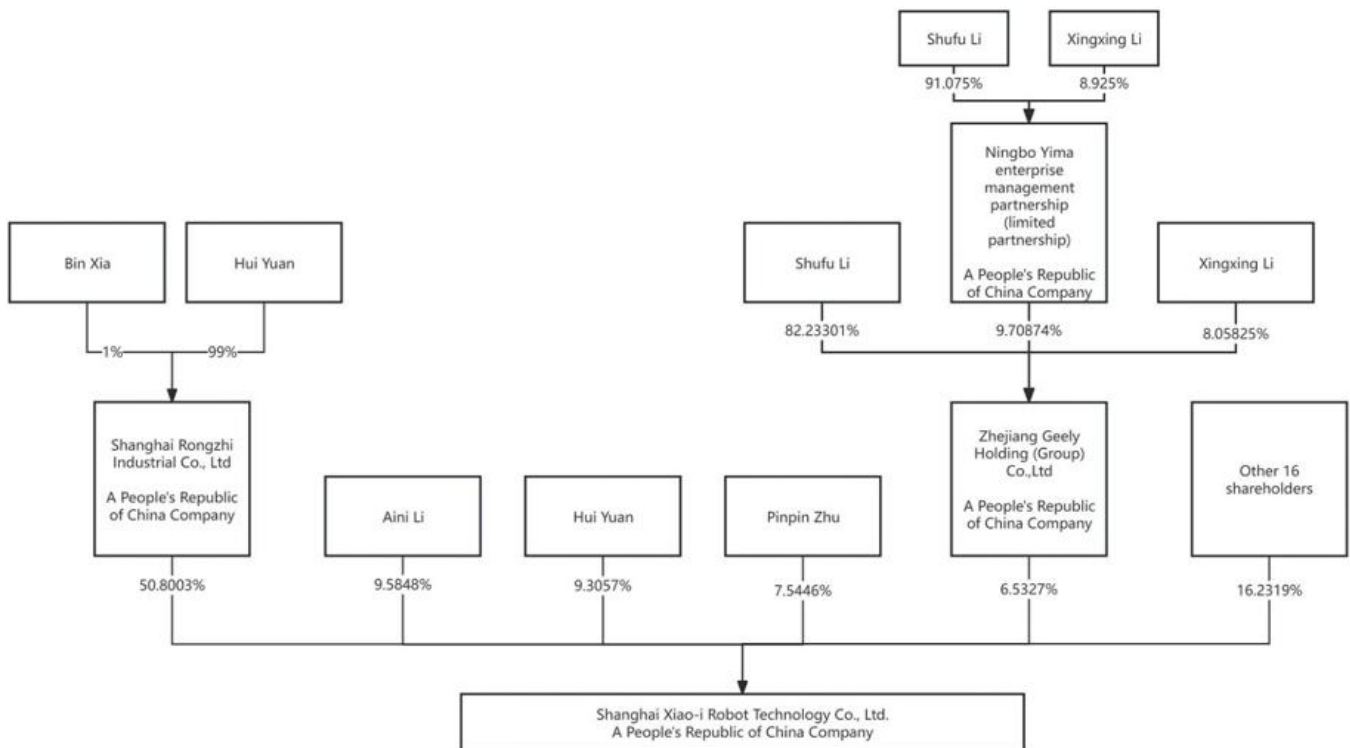 Shufu Li
Xingxing Li
91.075%
8.925%
Ningbo Yima
enterprise
management
partnership
(limited
partnership)
A People's Republic
of China Company
Bin Xia
Hui Yuan
Shufu Li
Xingxing Li
82.23301%
9.70874%
8.05825%
1%
99%
Shanghai Rongzhi
Industrial Co., Ltd
A People's Republic
of China Company
Zhejiang Geely
Holding (Group)
Co.,Ltd
A People's Republic
of China Company
Other 16
shareholders
Aini Li
Hui Yuan
Pinpin Zhu
50.8003%
9.5848%
9.3057%
7.5446%
6.5327%
16.2319%
Shanghai Xiao-i Robot Technology Co., Ltd.
A People's Republic of China Company